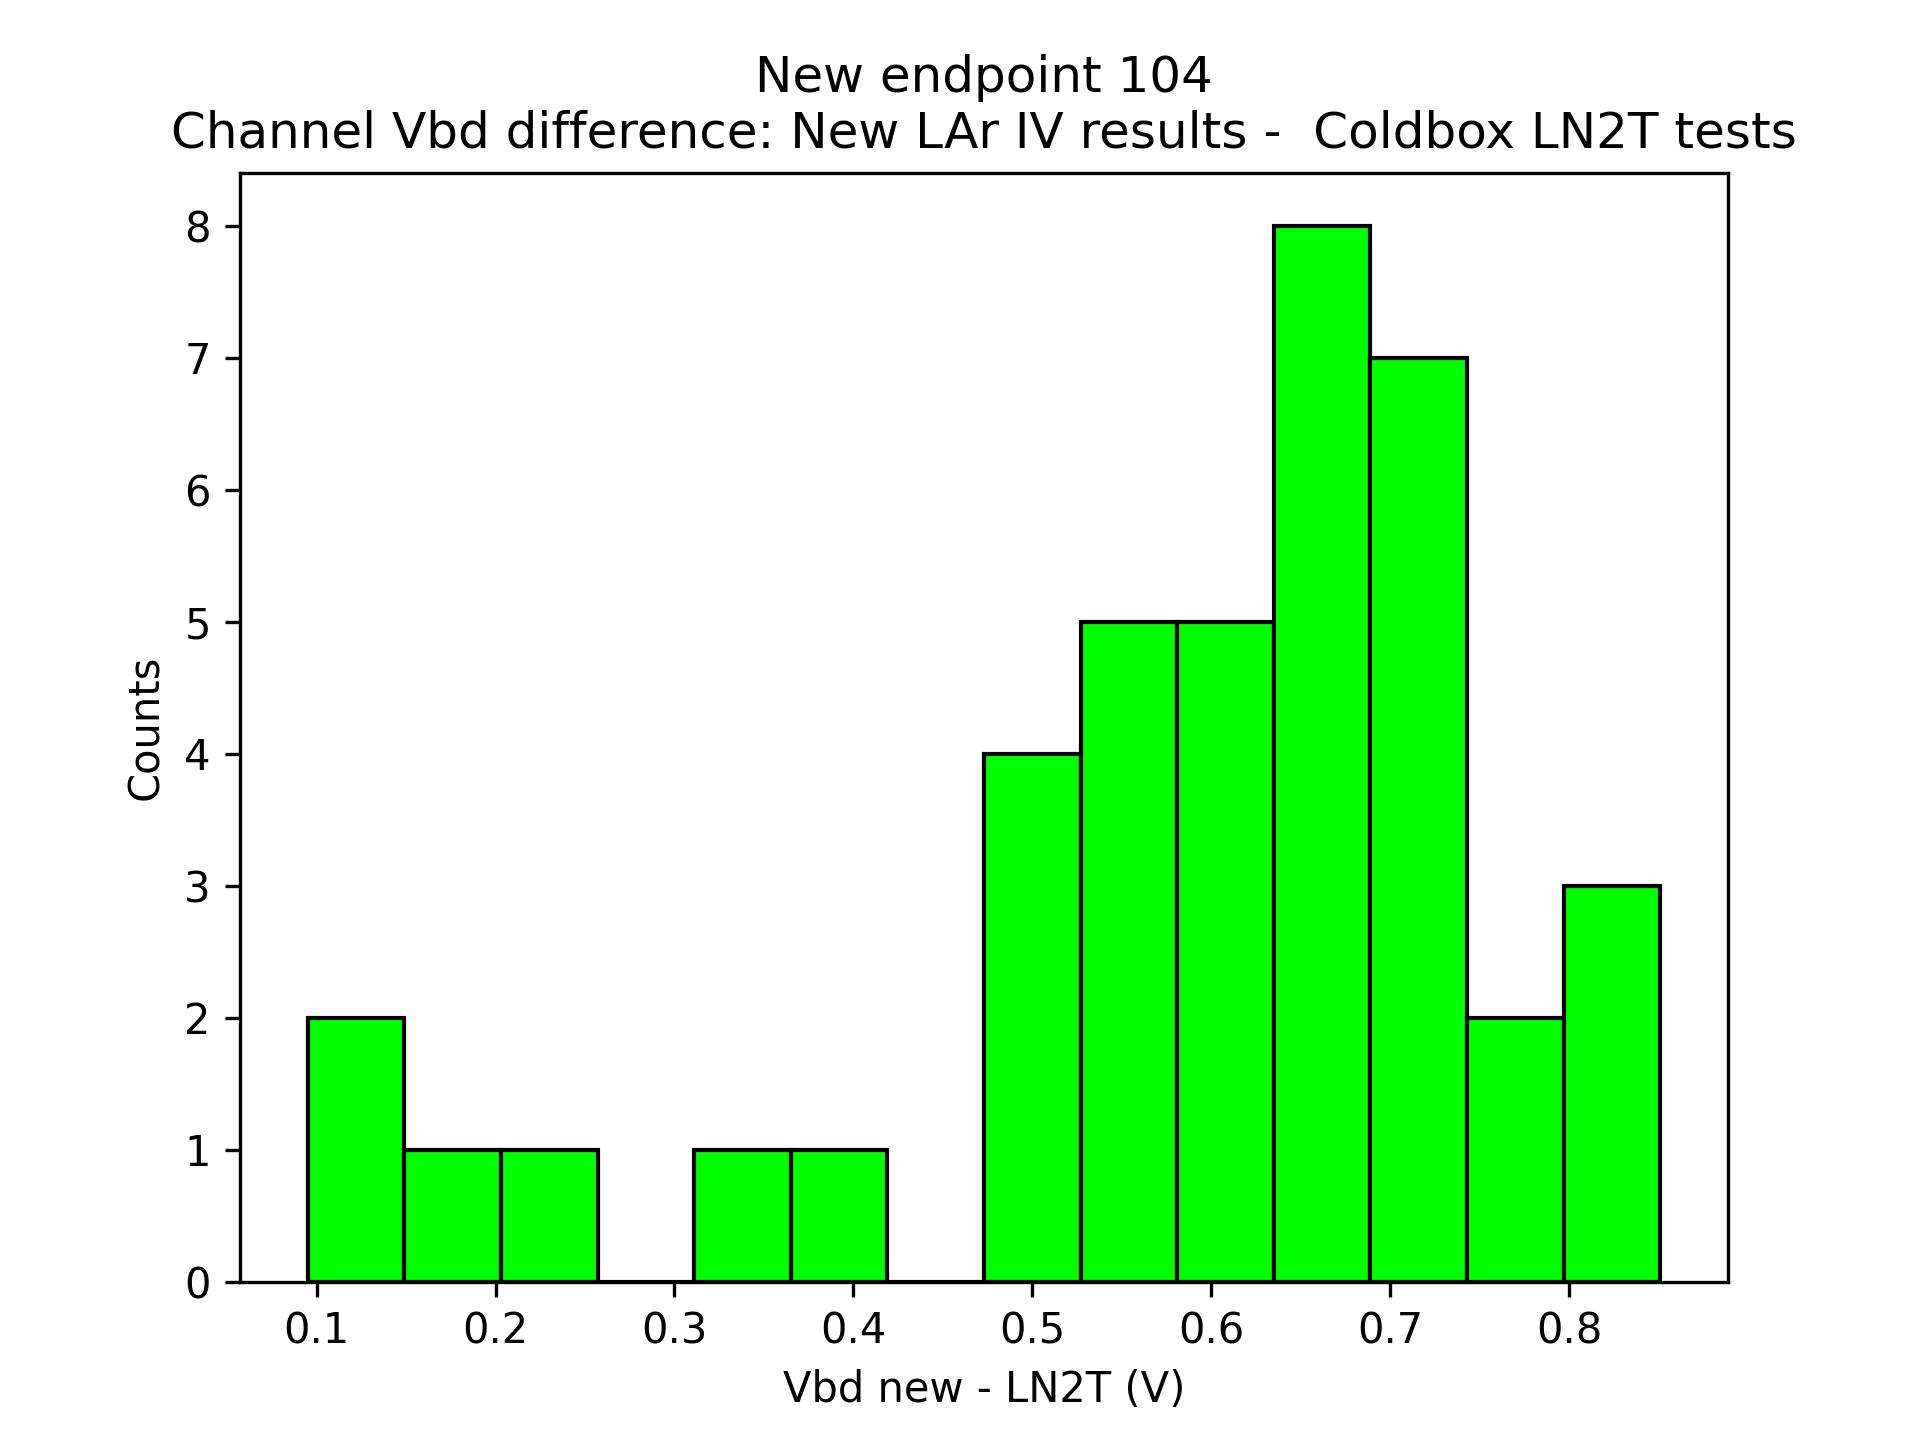 New endpoint 104
Channel Vbd difference: New LAr IV results -  Coldbox LN2T tests
8
7
6
5
4
3
2
1
0
Counts
0.1 0.2 0.3 0.4 0.5 0.6 0.7 0.8
Vbd new - LN2T (V)